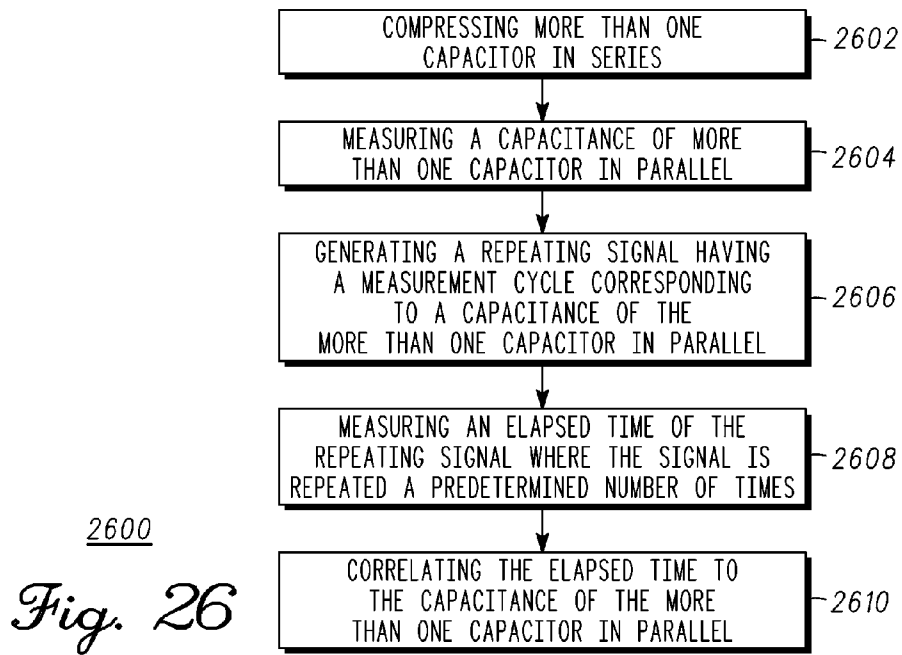 COMPRESSING MORE THAN ONE
CAPACITOR IN SERIES
2602
MEASURING A CAPACITANCE OF MORE
THAN ONE CAPACITOR IN PARALLEL
2604
GENERATING A REPEATING SIGNAL HAVING
A MEASUREMENT CYCLE CORRESPONDING
TO A CAPACITANCE OF THE
MORE THAN ONE CAPACITOR IN PARALLEL
2606
MEASURING AN ELAPSED TIME OF THE
REPEATING SIGNAL WHERE THE SIGNAL IS
REPEATED A PREDETERMINED NUMBER OF TIMES
2608
CORRELATING THE ELAPSED TIME TO
THE CAPACITANCE OF THE MORE
THAN ONE CAPACITOR IN PARALLEL
2610
2600
Fig. 26